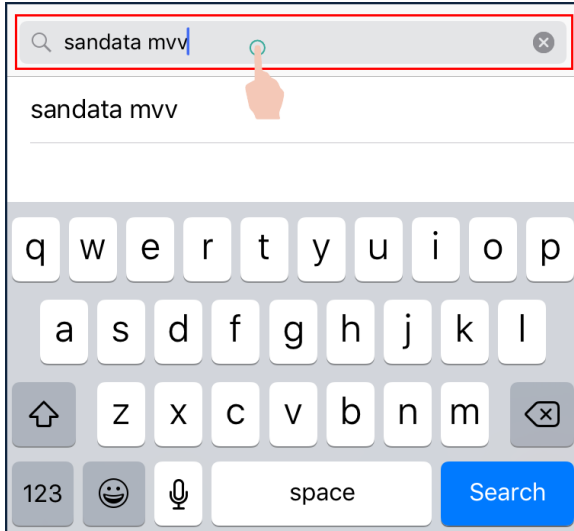 sandata mvv
sandata mvv
q w e r t y u i o p
a s d f g h j k l
z x c v b n m
123 space Search